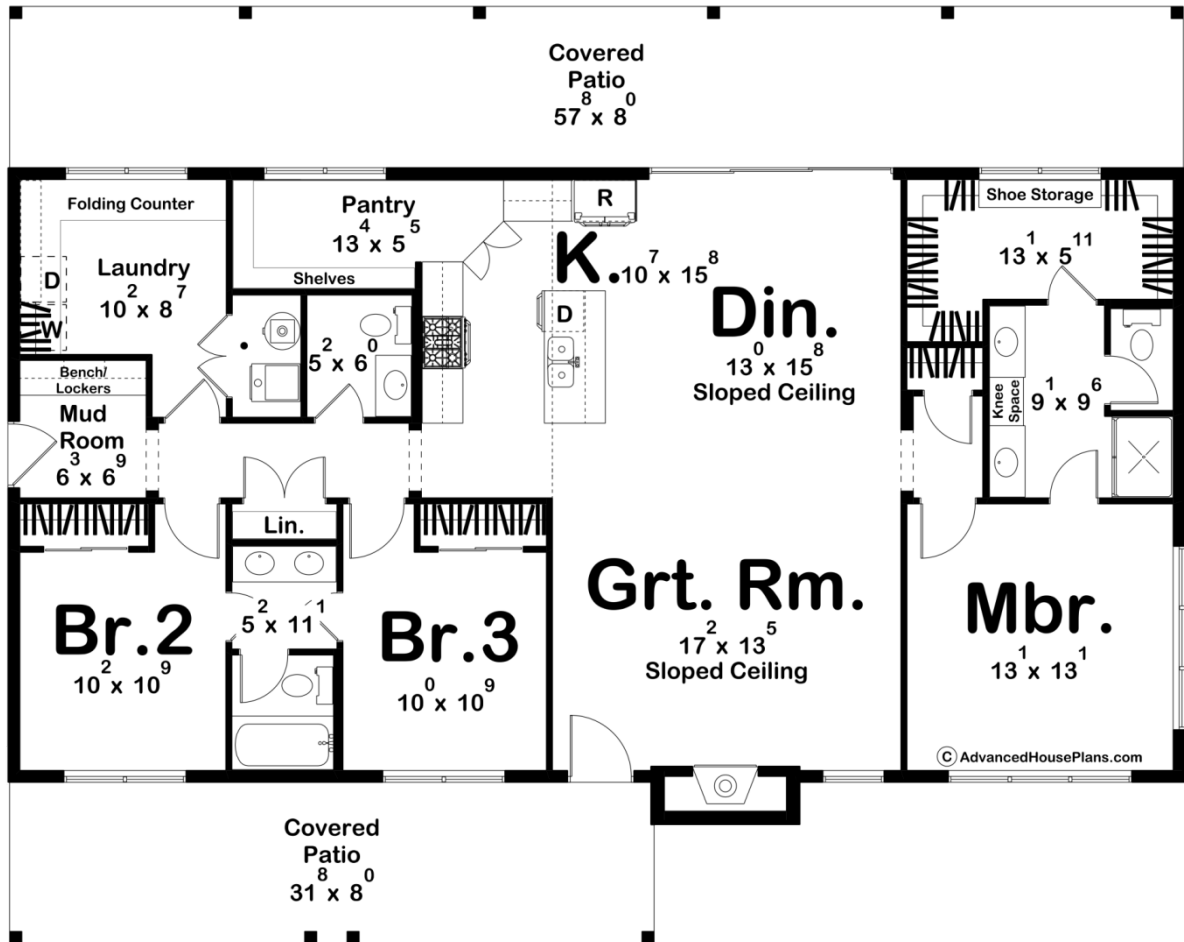 Covered
Patio
57⁸ x 8⁰
Folding Counter
Pantry
13⁴ x 5⁵
Shelves
R
Shoe Storage
13¹ x 5¹¹
Laundry
10² x 8⁷
D
W
K.
10⁷ x 15⁸
D
Din.
13⁰ x 15⁸
Sloped Ceiling
5² x 6⁰
Knee
Space
9¹ x 9⁶
Bench/
Lockers
Mud
Room
6³ x 6⁹
Lin.
Br.2
10² x 10⁹
5² x 11¹
Br.3
10⁰ x 10⁹
Grt. Rm.
17² x 13⁵
Sloped Ceiling
Mbr.
13¹ x 13¹
© AdvancedHousePlans.com
Covered
Patio
31⁸ x 8⁰